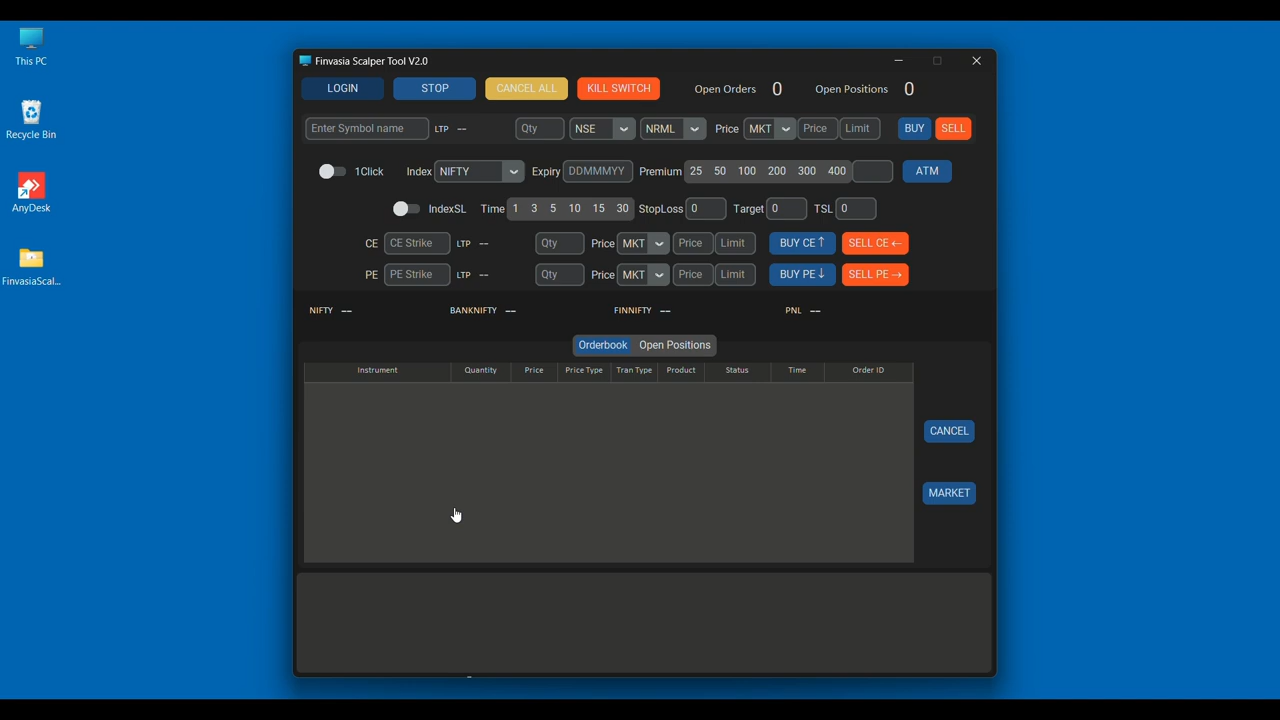 This PC
Recycle Bin
AnyDesk
FinvasiaScal...
Finvasia Scalper Tool V2.0
LOGIN STOP CANCEL ALL KILL SWITCH Open Orders 0 Open Positions 0
Enter Symbol name LTP -- Qty NSE NRML Price MKT Price Limit BUY SELL
1Click Index NIFTY Expiry DDMMMYY Premium 25 50 100 200 300 400 ATM
IndexSL Time 1 3 5 10 15 30 StopLoss 0 Target 0 TSL 0
CE CE Strike LTP -- Qty Price MKT Price Limit BUY CE↑ SELL CE←
PE PE Strike LTP -- Qty Price MKT Price Limit BUY PE↓ SELL PE→
NIFTY -- BANKNIFTY -- FINNIFTY -- PNL --
Orderbook Open Positions
Instrument Quantity Price Price Type Tran Type Product Status Time Order ID
CANCEL
MARKET